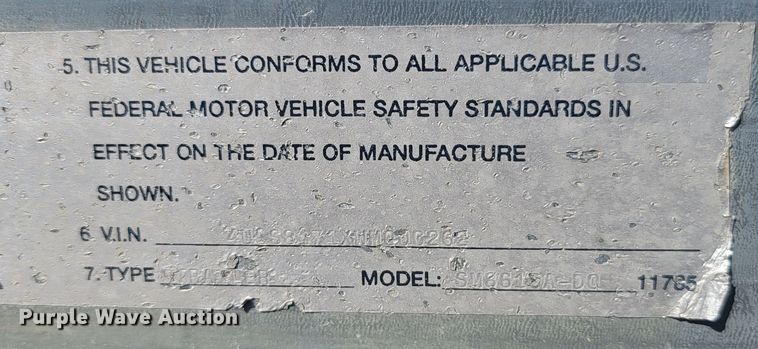 5. THIS VEHICLE CONFORMS TO ALL APPLICABLE U.S.
FEDERAL MOTOR VEHICLE SAFETY STANDARDS IN
EFFECT ON THE DATE OF MANUFACTURE
SHOWN.
6 V.I.N.
7. TYPE MODEL: 11785
Purple Wave Auction